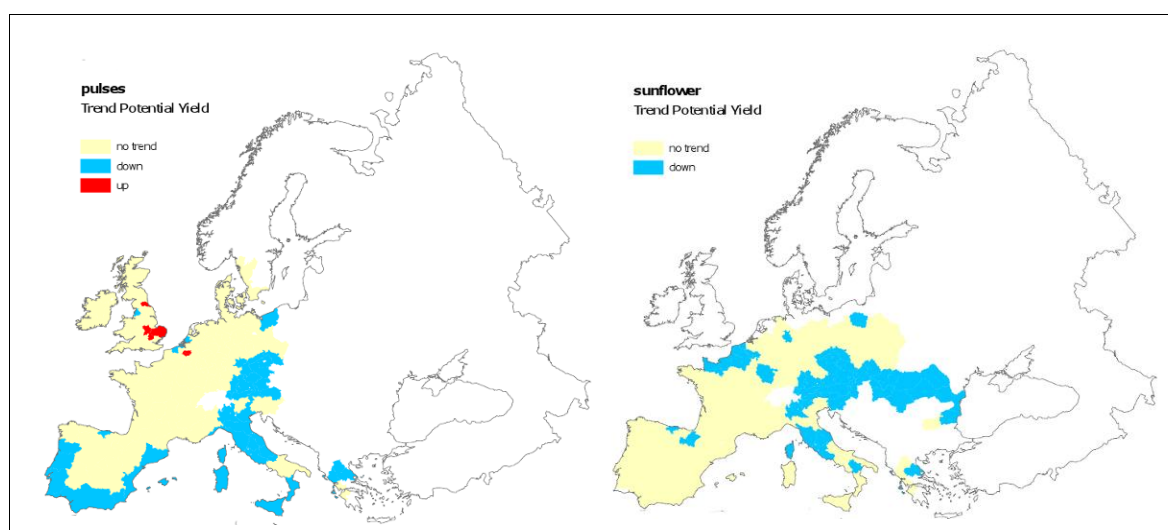 pulses
Trend Potential Yield
no trend
down
up
sunflower
Trend Potential Yield
no trend
down